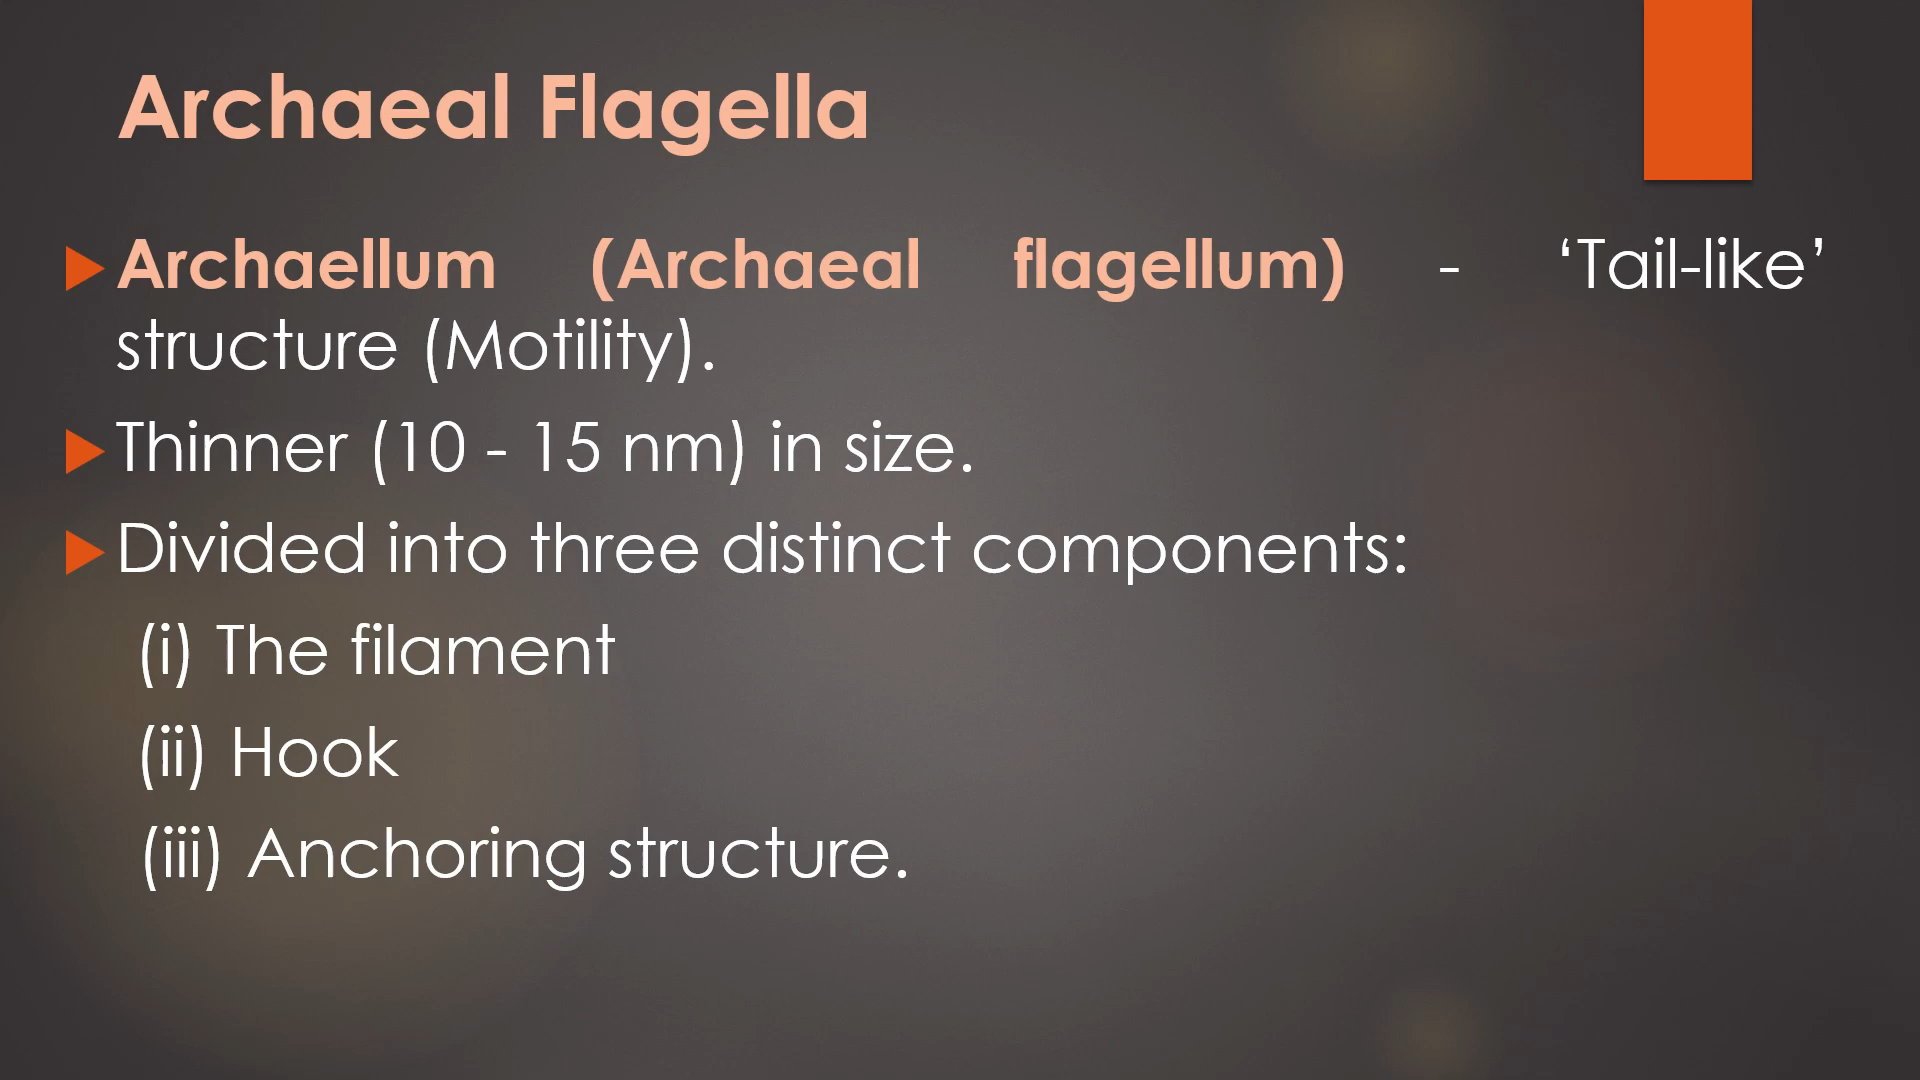 Archaeal Flagella
Archaellum (Archaeal flagellum) - ‘Tail-like’
structure (Motility).
Thinner (10 - 15 nm) in size.
Divided into three distinct components:
(i) The filament
(ii) Hook
(iii) Anchoring structure.